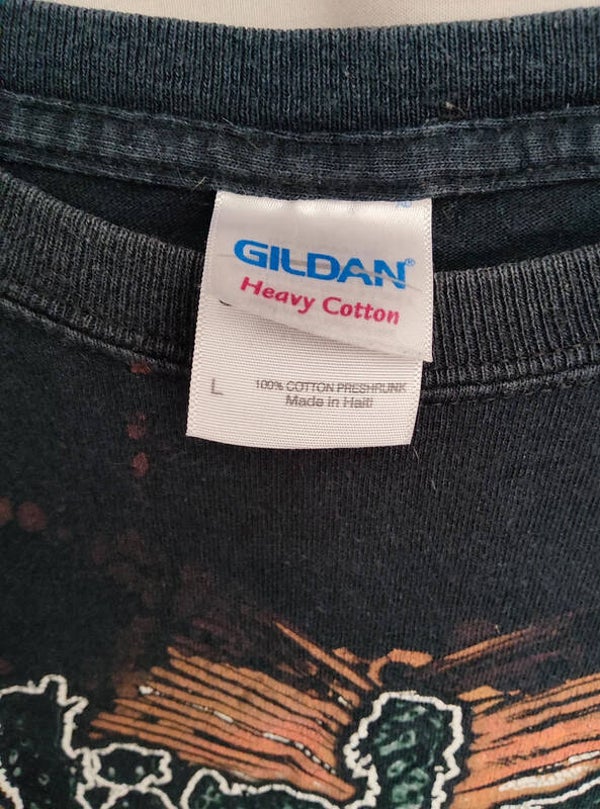 GILDAN®
Heavy Cotton
L
100% COTTON PRESHRUNK
Made in Haiti